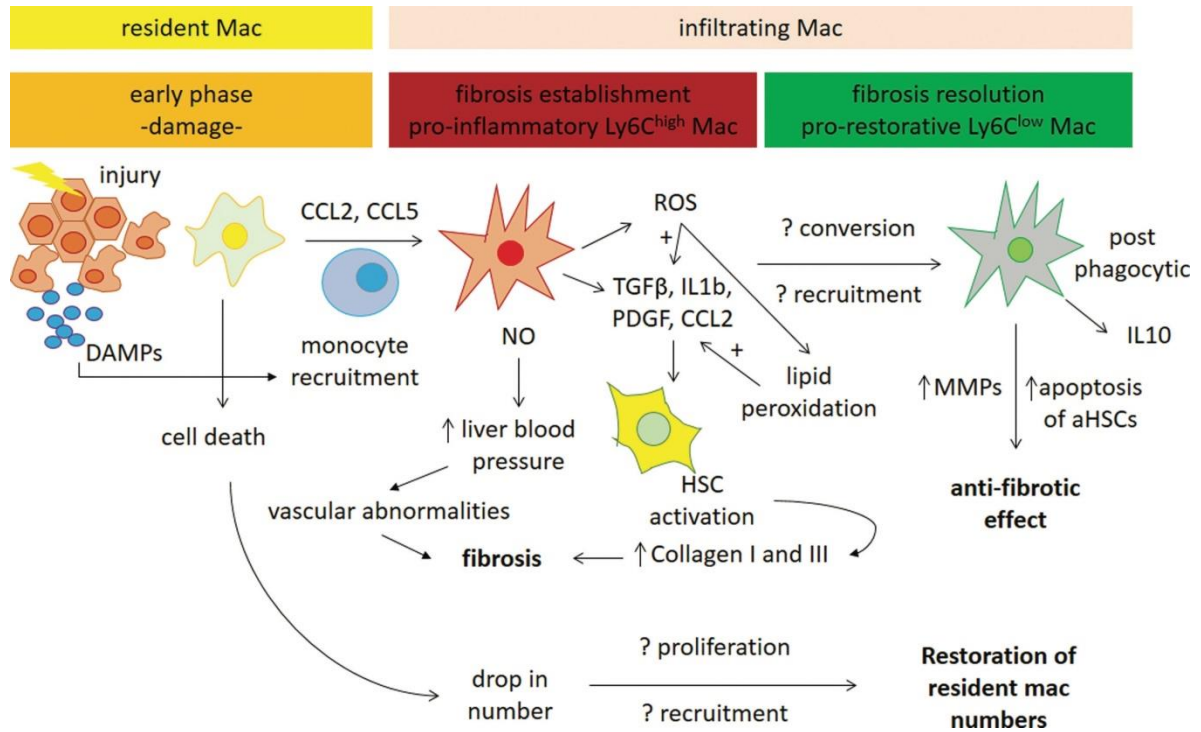 resident Mac
infiltrating Mac
early phase
-damage-
fibrosis establishment
pro-inflammatory Ly6Chigh Mac
fibrosis resolution
pro-restorative Ly6Clow Mac
injury
DAMPs
CCL2, CCL5
monocyte
recruitment
cell death
NO
↑ liver blood
pressure
vascular abnormalities
fibrosis
ROS
+
TGFβ, IL1b,
PDGF, CCL2
+
lipid
peroxidation
HSC
activation
↑ Collagen I and III
? conversion
? recruitment
post
phagocytic
IL10
↑ MMPs
↑ apoptosis
of aHSCs
anti-fibrotic
effect
drop in
number
? proliferation
? recruitment
Restoration of
resident mac
numbers